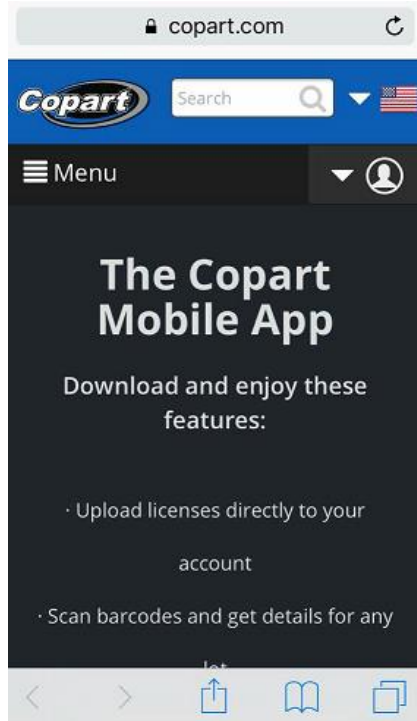 copart.com
Copart
Search
Menu
The Copart
Mobile App
Download and enjoy these
features:
· Upload licenses directly to your
account
· Scan barcodes and get details for any
lot